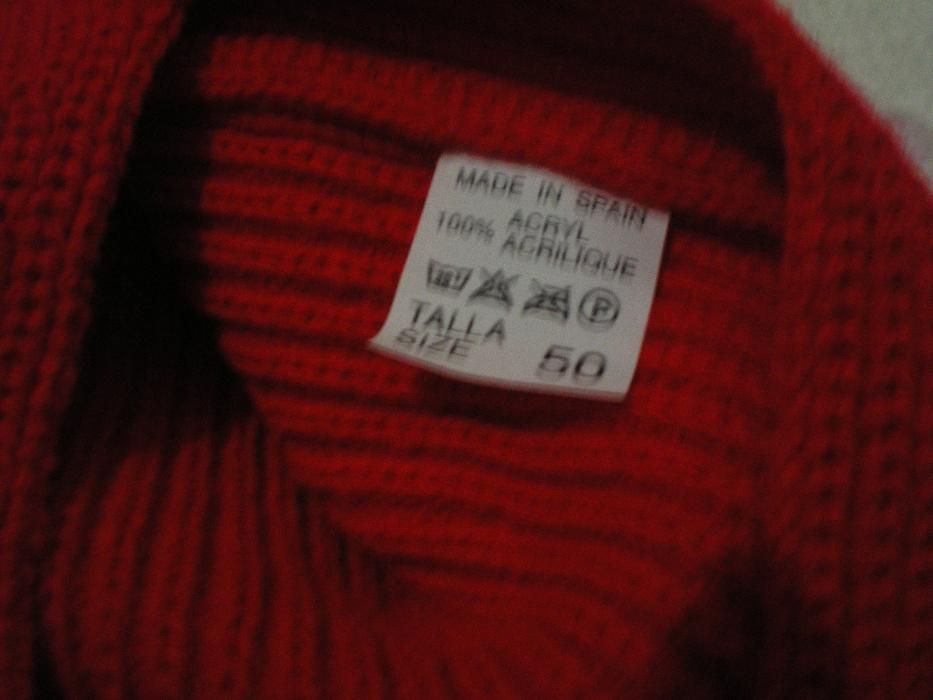 MADE IN SPAIN
100% ACRYL
ACRILIQUE
P
TALLA
SIZE 50